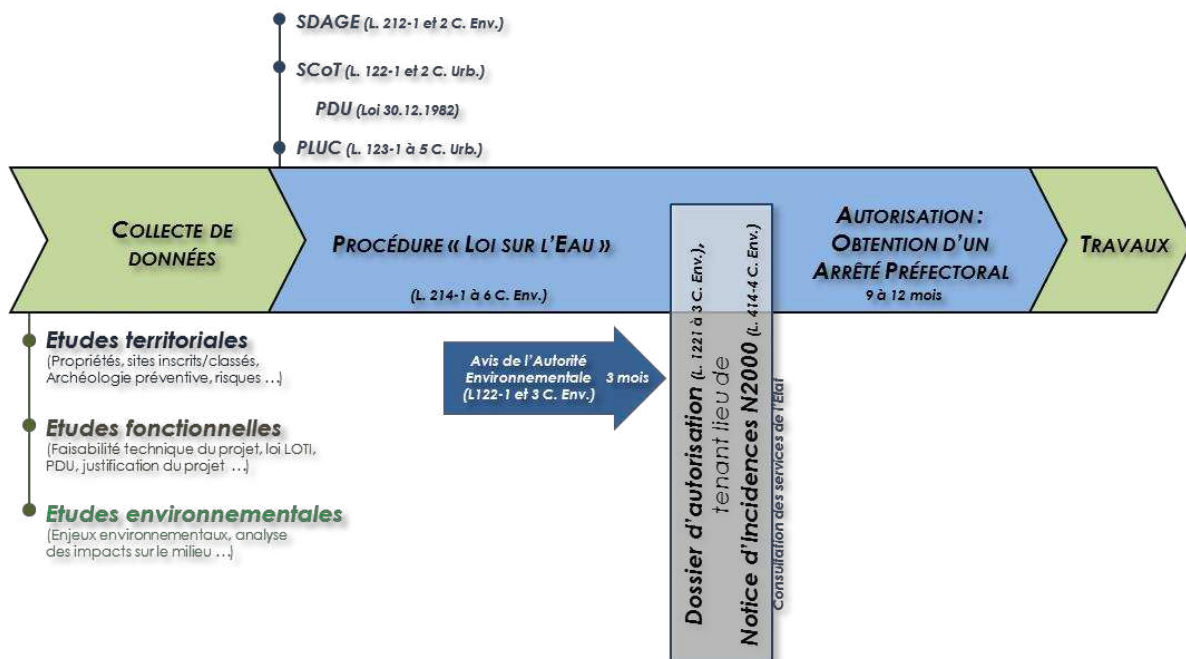 SDAGE (L. 212-1 et 2 C. Env.)
SCoT (L. 122-1 et 2 C. Urb.)
PDU (Loi 30.12.1982)
PLUC (L. 123-1 à 5 C. Urb.)
COLLECTE DE
DONNÉES
PROCÉDURE « LOI SUR L'EAU »
(L. 214-1 à 6 C. Env.)
AUTORISATION :
OBTENTION D'UN
ARRÊTÉ PRÉFECTORAL
9 à 12 mois
TRAVAUX
Etudes territoriales
(Propriétés, sites inscrits/classés,
Archéologie préventive, risques …)
Etudes fonctionnelles
(Faisabilité technique du projet, loi LOTI,
PDU, justification du projet …)
Etudes environnementales
(Enjeux environnementaux, analyse
des impacts sur le milieu …)
Avis de l'Autorité
Environnementale 3 mois
(L122-1 et 3 C. Env.)
Dossier d'autorisation (L. 1221 à 3 C. Env.),
tenant lieu de
Notice d'Incidences N2000 (L. 414-4 C. Env.)
Consultation des services de l'Etat